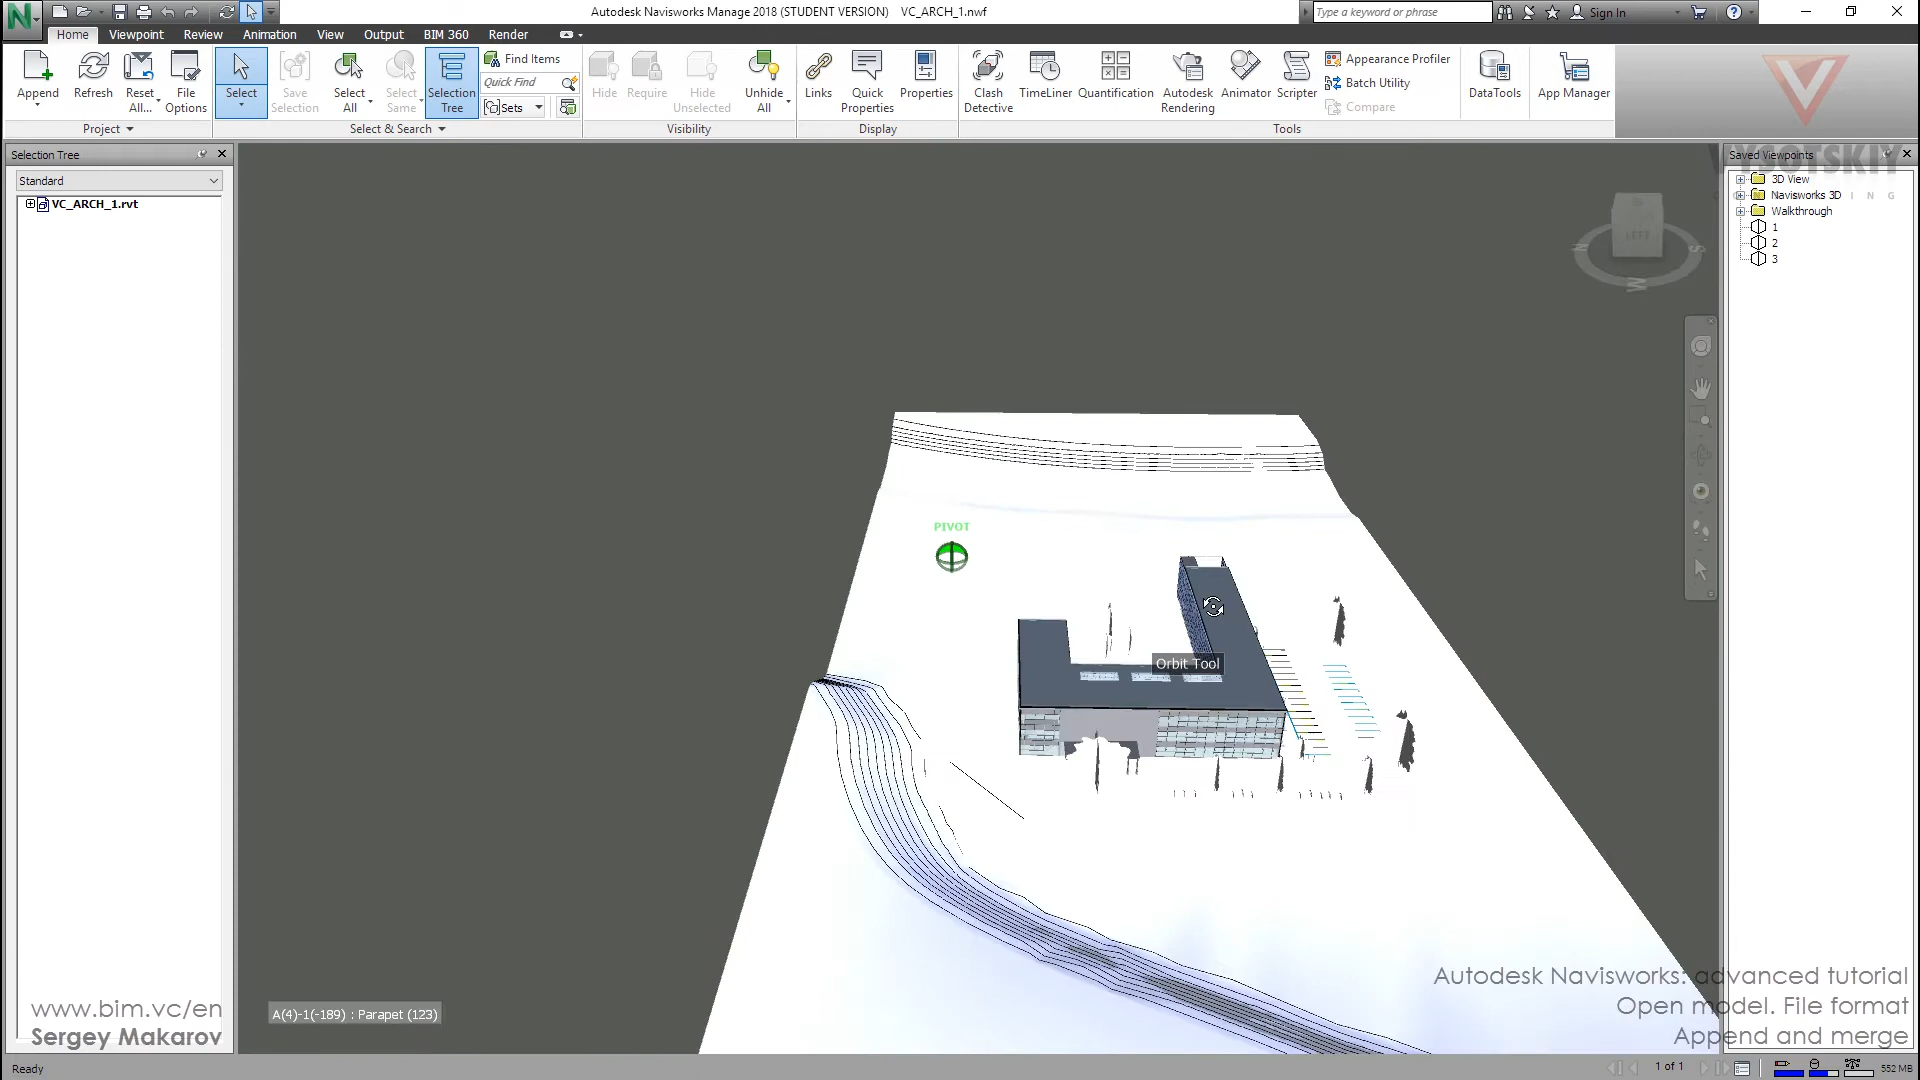 Autodesk Navisworks Manage 2018 (STUDENT VERSION) VC_ARCH_1.nwf
Type a keyword or phrase
Sign In
Home Viewpoint Review Animation View Output BIM 360 Render
Append
Refresh
Reset All...
File Options
Project
Select
Save Selection
Select All
Select Same
Selection Tree
Find Items
Quick Find
Sets
Select & Search
Hide
Require
Hide Unselected
Unhide All
Visibility
Links
Quick Properties
Properties
Display
Clash Detective
TimeLiner
Quantification
Autodesk Rendering
Animator
Scripter
Appearance Profiler
Batch Utility
Compare
Tools
DataTools
App Manager
Selection Tree
Standard
VC_ARCH_1.rvt
Saved Viewpoints
VYSOTSKIY
3D View
Navisworks 3D
Walkthrough
1
2
3
LEFT
N
S
W
PIVOT
Orbit Tool
A(4)-1(-189) : Parapet (123)
www.bim.vc/en
Sergey Makarov
Autodesk Navisworks: advanced tutorial
Open model. File format
Append and merge
Ready
1 of 1
552 MB